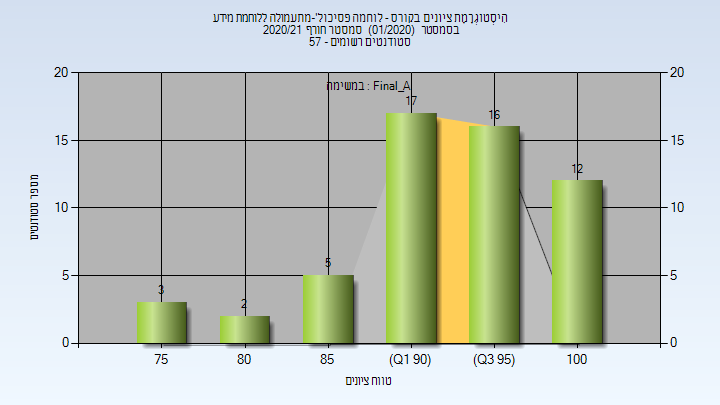 הִיסְטוֹגְרָמַת ציונים בקורס - לוחמה פסיכול'-מתעמולה ללוחמת מידע
בסמסטר (01/2020) סמסטר חורף 2020/21
סטודנטים רשומים - 57
במשימה : Final_A
מספר סטודנטים
20
15
10
5
0
20
15
10
5
0
3
2
5
17
16
12
75
80
85
(Q1 90)
(Q3 95)
100
טווח ציונים